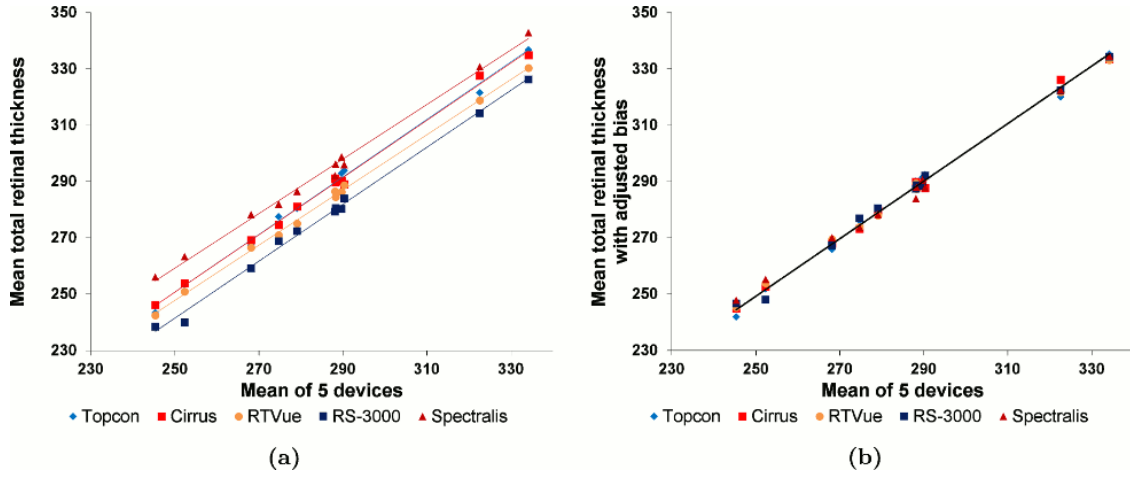 Mean total retinal thickness
350
330
310
290
270
250
230
230 250 270 290 310 330
Mean of 5 devices
Topcon Cirrus RTVue RS-3000 Spectralis
(a)
Mean total retinal thickness
with adjusted bias
350
330
310
290
270
250
230
230 250 270 290 310 330
Mean of 5 devices
Topcon Cirrus RTVue RS-3000 Spectralis
(b)